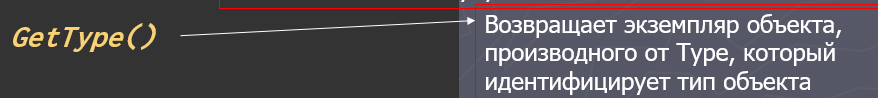 GetType()
Возвращает экземпляр объекта,
производного от Type, который
идентифицирует тип объекта